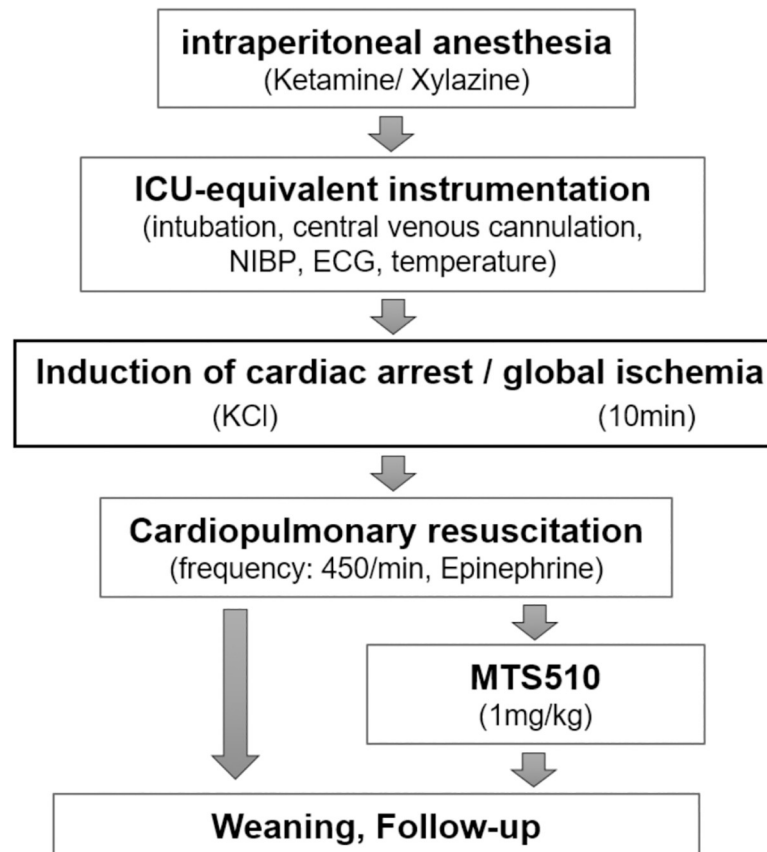 intraperitoneal anesthesia
(Ketamine/ Xylazine)
ICU-equivalent instrumentation
(intubation, central venous cannulation,
NIBP, ECG, temperature)
Induction of cardiac arrest / global ischemia
(KCl) (10min)
Cardiopulmonary resuscitation
(frequency: 450/min, Epinephrine)
MTS510
(1mg/kg)
Weaning, Follow-up